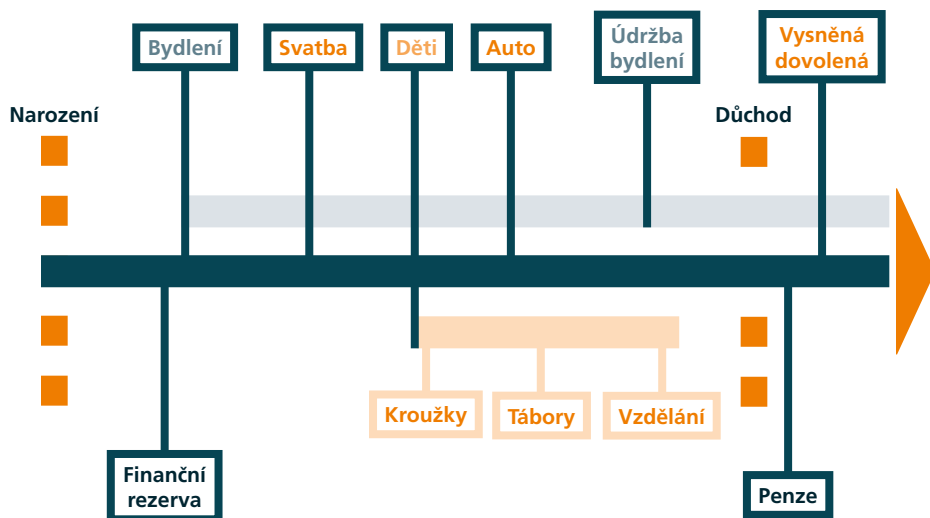 Bydlení
Svatba
Děti
Auto
Údržba
bydlení
Vysněná
dovolená
Narození
Důchod
Kroužky
Tábory
Vzdělání
Finanční
rezerva
Penze